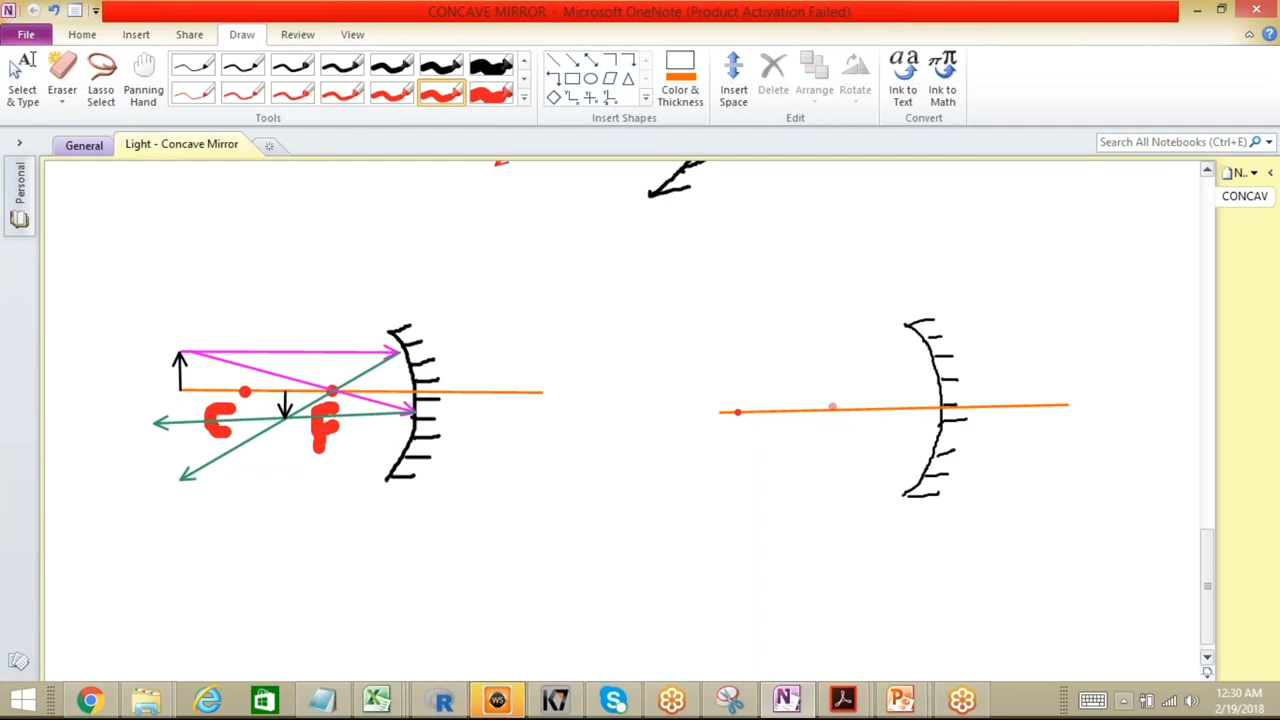 CONCAVE MIRROR - Microsoft OneNote (Product Activation Failed)
File Home Insert Share Draw Review View
Select & Type
Eraser
Lasso Select
Panning Hand
Color & Thickness
Insert Space
Delete
Arrange
Rotate
Ink to Text
Ink to Math
Tools
Insert Shapes
Edit
Convert
General
Light - Concave Mirror
Search All Notebooks (Ctrl+E)
Personal
N..
CONCAV
C
F
12:30 AM
2/19/2018